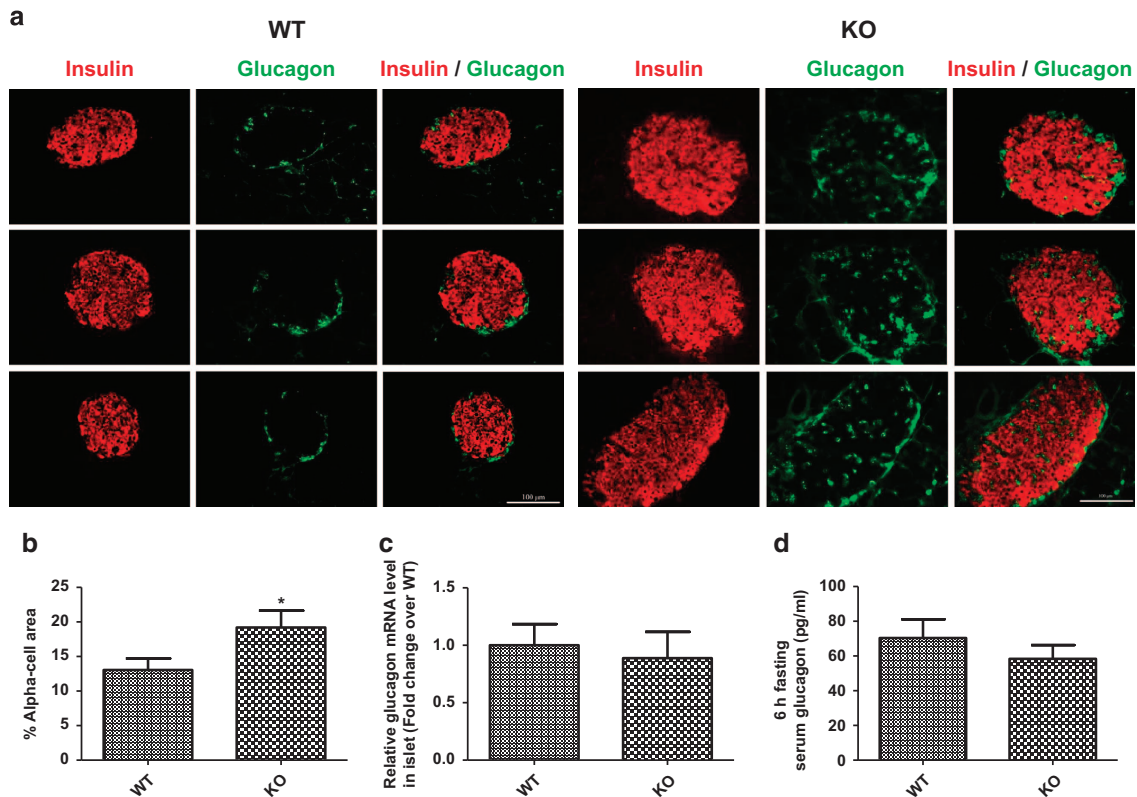 a
WT KO
Insulin Glucagon Insulin / Glucagon Insulin Glucagon Insulin / Glucagon
100 μm 100 μm
b
% Alpha-cell area
25
20
15
10
5
0
*
WT KO
c
Relative glucagon mRNA level
in islet (Fold change over WT)
1.5
1.0
0.5
0.0
WT KO
d
6 h fasting
serum glucagon (pg/ml)
100
80
60
40
20
0
WT KO